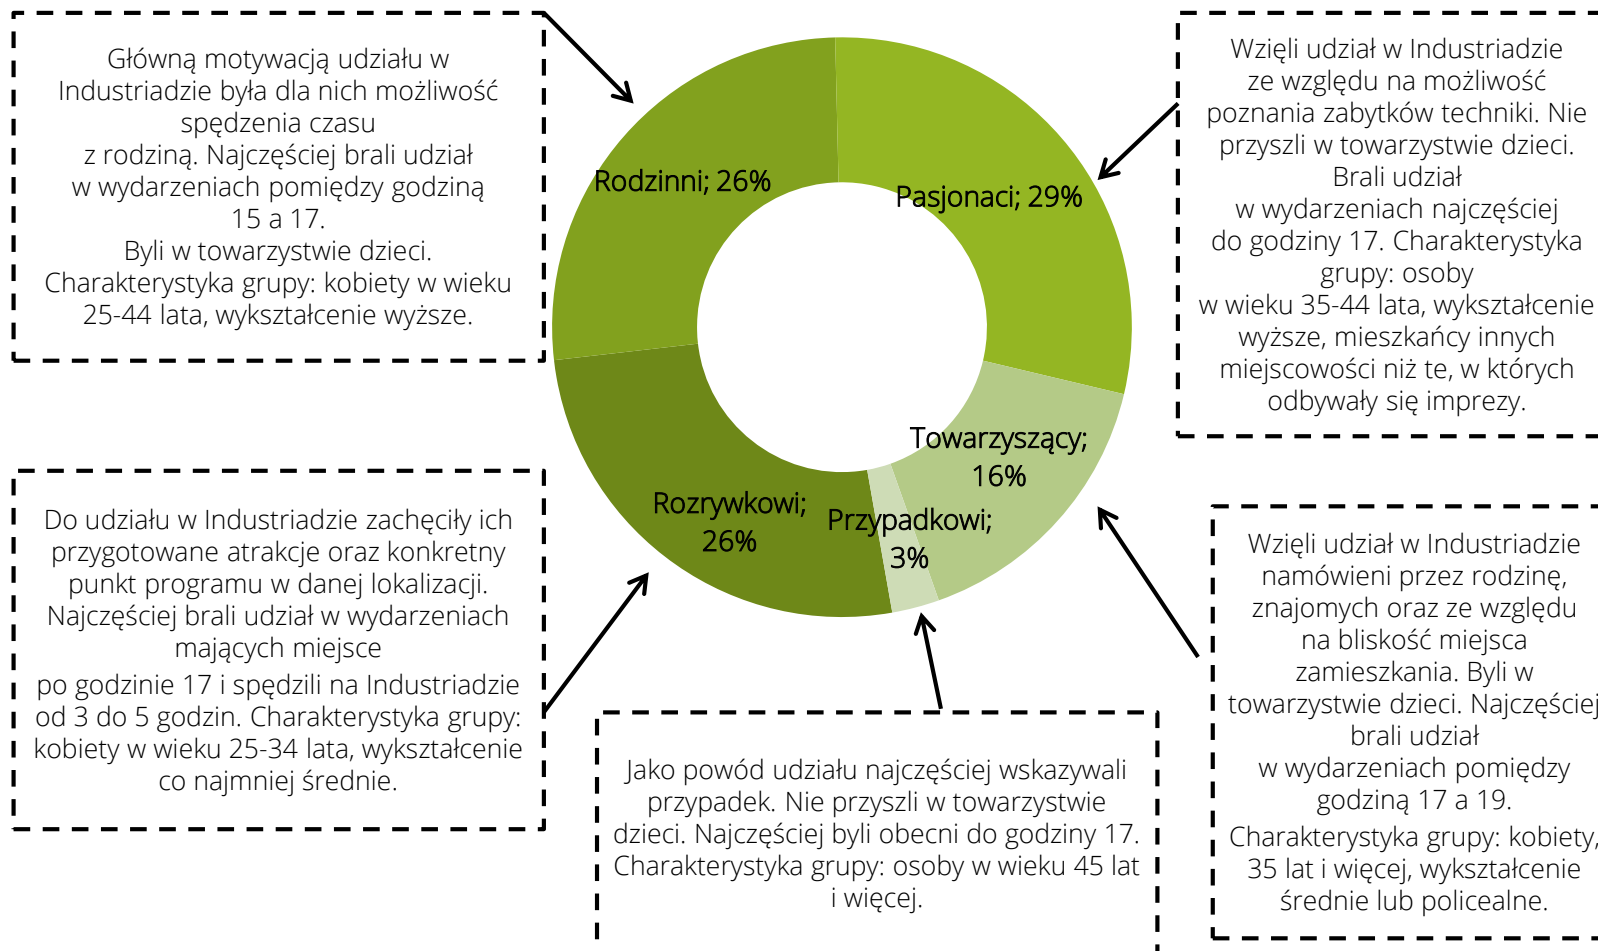 Główną motywacją udziału w
Industriadzie była dla nich możliwość
spędzenia czasu
z rodziną. Najczęściej brali udział
w wydarzeniach pomiędzy godziną
15 a 17.
Byli w towarzystwie dzieci.
Charakterystyka grupy: kobiety w wieku
25-44 lata, wykształcenie wyższe.
Rodzinni; 26%
Pasjonaci; 29%
Wzięli udział w Industriadzie
ze względu na możliwość
poznania zabytków techniki. Nie
przyszli w towarzystwie dzieci.
Brali udział
w wydarzeniach najczęściej
do godziny 17. Charakterystyka
grupy: osoby
w wieku 35-44 lata, wykształcenie
wyższe, mieszkańcy innych
miejscowości niż te, w których
odbywały się imprezy.
Do udziału w Industriadzie zachęciły ich
przygotowane atrakcje oraz konkretny
punkt programu w danej lokalizacji.
Najczęściej brali udział w wydarzeniach
mających miejsce
po godzinie 17 i spędzili na Industriadzie
od 3 do 5 godzin. Charakterystyka grupy:
kobiety w wieku 25-34 lata, wykształcenie
co najmniej średnie.
Rozrywkowi;
26%
Przypadkowi;
3%
Towarzyszący;
16%
Jako powód udziału najczęściej wskazywali
przypadek. Nie przyszli w towarzystwie
dzieci. Najczęściej byli obecni do godziny 17.
Charakterystyka grupy: osoby w wieku 45 lat
i więcej.
Wzięli udział w Industriadzie
namówieni przez rodzinę,
znajomych oraz ze względu
na bliskość miejsca
zamieszkania. Byli w
towarzystwie dzieci. Najczęściej
brali udział
w wydarzeniach pomiędzy
godziną 17 a 19.
Charakterystyka grupy: kobiety,
35 lat i więcej, wykształcenie
średnie lub policealne.